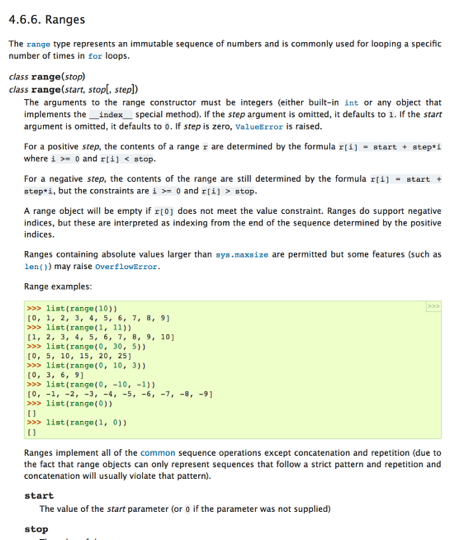 4.6.6. Ranges
The range type represents an immutable sequence of numbers and is commonly used for looping a specific
number of times in for loops.
class range(stop)
class range(start, stop[, step])
The arguments to the range constructor must be integers (either built-in int or any object that
implements the __index__ special method). If the step argument is omitted, it defaults to 1. If the start
argument is omitted, it defaults to 0. If step is zero, ValueError is raised.
For a positive step, the contents of a range r are determined by the formula r[i] = start + step*i
where i >= 0 and r[i] < stop.
For a negative step, the contents of the range are still determined by the formula r[i] = start +
step*i, but the constraints are i >= 0 and r[i] > stop.
A range object will be empty if r[0] does not meet the value constraint. Ranges do support negative
indices, but these are interpreted as indexing from the end of the sequence determined by the positive
indices.
Ranges containing absolute values larger than sys.maxsize are permitted but some features (such as
len()) may raise OverflowError.
Range examples:
>>>
>>> list(range(10))
[0, 1, 2, 3, 4, 5, 6, 7, 8, 9]
>>> list(range(1, 11))
[1, 2, 3, 4, 5, 6, 7, 8, 9, 10]
>>> list(range(0, 30, 5))
[0, 5, 10, 15, 20, 25]
>>> list(range(0, 10, 3))
[0, 3, 6, 9]
>>> list(range(0, -10, -1))
[0, -1, -2, -3, -4, -5, -6, -7, -8, -9]
>>> list(range(0))
[]
>>> list(range(1, 0))
[]
Ranges implement all of the common sequence operations except concatenation and repetition (due to
the fact that range objects can only represent sequences that follow a strict pattern and repetition and
concatenation will usually violate that pattern).
start
The value of the start parameter (or 0 if the parameter was not supplied)
stop